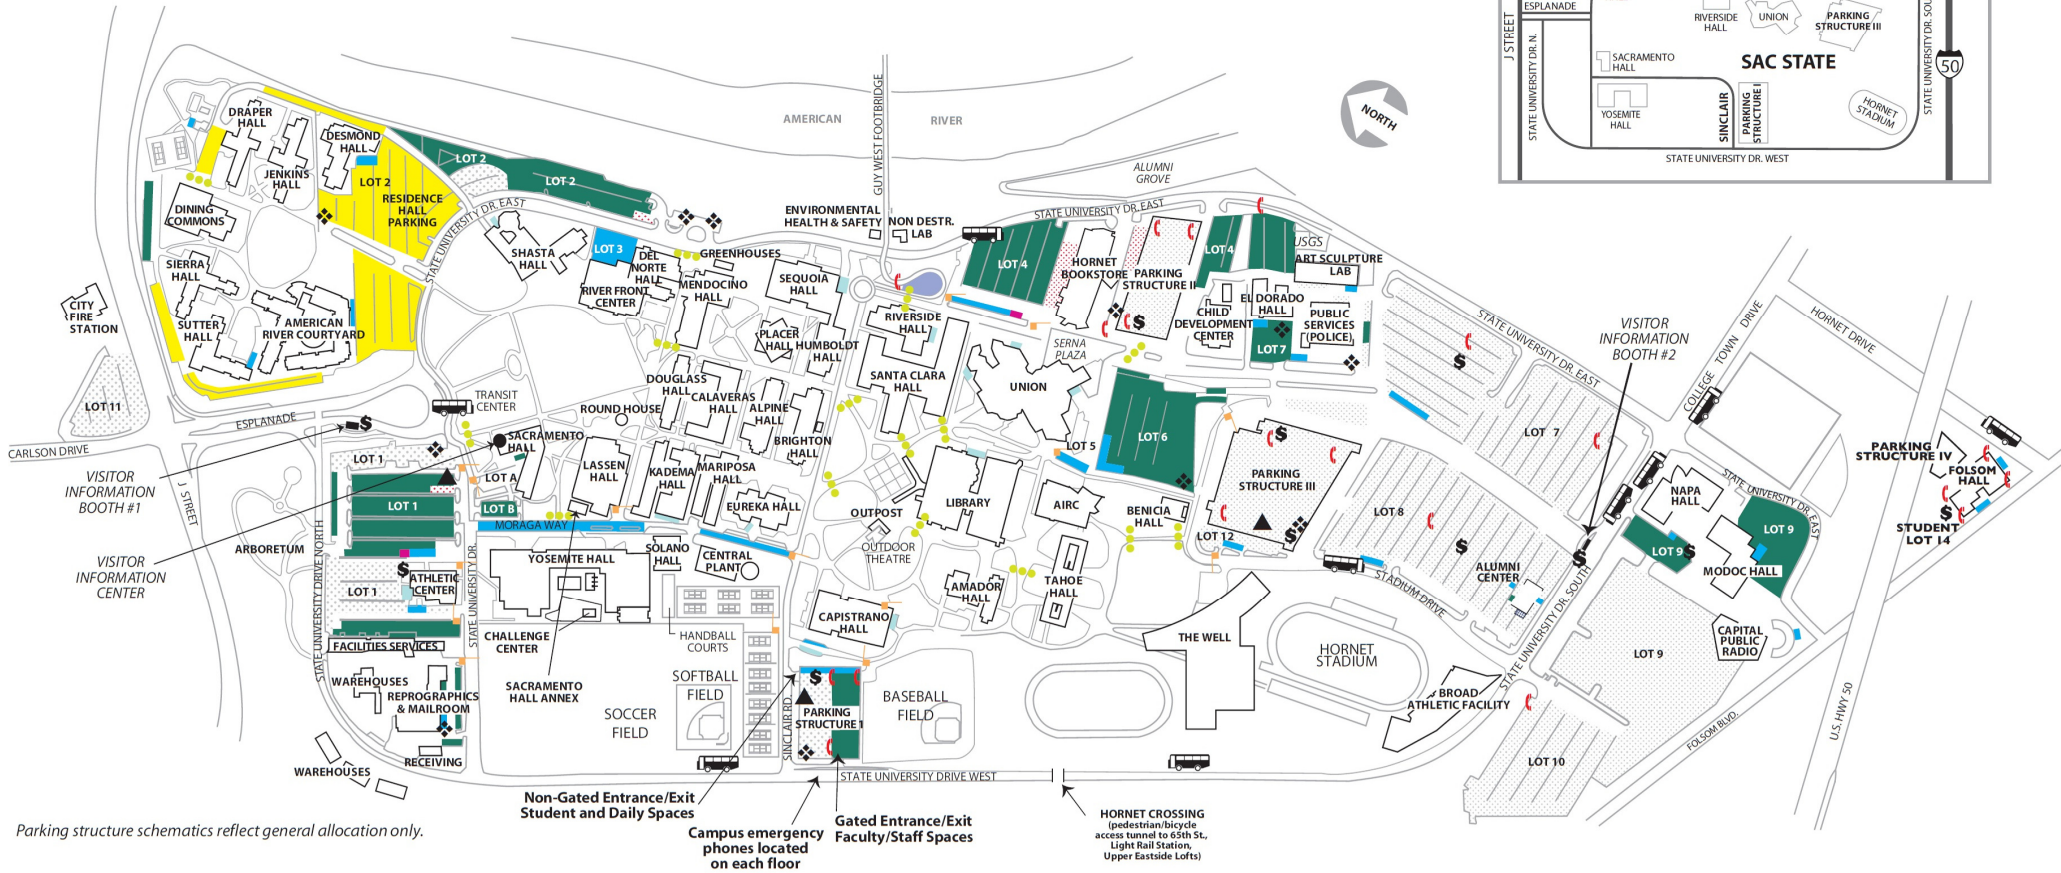 ESPLANADE
J STREET
STATE UNIVERSITY DR. N.
RIVERSIDE
HALL
UNION
PARKING
STRUCTURE III
SACRAMENTO
HALL
SAC STATE
YOSEMITE
HALL
SINCLAIR
PARKING
STRUCTURE I
HORNET
STADIUM
STATE UNIVERSITY DR. SOU
50
STATE UNIVERSITY DR. WEST
AMERICAN
RIVER
NORTH
GUY WEST FOOTBRIDGE
ALUMNI
GROVE
DRAPER
HALL
DESMOND
HALL
JENKINS
HALL
LOT 2
LOT 2
LOT 2
RESIDENCE
HALL
PARKING
DINING
COMMONS
STATE UNIVERSITY DR. EAST
SHASTA
HALL
LOT 3
DEL
NORTE
HALL
RIVER FRONT
CENTER
GREENHOUSES
MENDOCINO
HALL
ENVIRONMENTAL
HEALTH & SAFETY
NON DESTR.
LAB
STATE UNIVERSITY DR. EAST
LOT 4
HORNET
BOOKSTORE
PARKING
STRUCTURE II
LOT 4
USGS
ART SCULPTURE
LAB
SEQUOIA
HALL
SIERRA
HALL
SUTTER
HALL
AMERICAN
RIVER COURTYARD
CITY
FIRE
STATION
PLACER
HALL
HUMBOLDT
HALL
RIVERSIDE
HALL
SERNA
PLAZA
CHILD
DEVELOPMENT
CENTER
EL DORADO
HALL
PUBLIC
SERVICES
(POLICE)
LOT 7
STATE UNIVERSITY DR. EAST
VISITOR
INFORMATION
BOOTH #2
COLLEGE TOWN DRIVE
HORNET DRIVE
DOUGLASS
HALL
CALAVERAS
HALL
ALPINE
HALL
BRIGHTON
HALL
SANTA CLARA
HALL
UNION
LOT 11
ESPLANADE
TRANSIT
CENTER
ROUND HOUSE
SACRAMENTO
HALL
CARLSON DRIVE
J STREET
VISITOR
INFORMATION
BOOTH #1
LOT 1
LOT A
LASSEN
HALL
KADEMA
HALL
MARIPOSA
HALL
EUREKA HALL
LOT 5
LOT 6
LOT 7
PARKING
STRUCTURE III
PARKING
STRUCTURE IV
FOLSOM
HALL
STUDENT
LOT 14
LOT 1
LOT B
MORAGA WAY
LIBRARY
AIRC
BENICIA
HALL
LOT 12
LOT 8
NAPA
HALL
STATE UNIVERSITY DR. EAST
LOT 9
LOT 9
MODOC HALL
OUTPOST
OUTDOOR
THEATRE
ARBORETUM
STATE UNIVERSITY DRIVE NORTH
VISITOR
INFORMATION
CENTER
YOSEMITE HALL
SOLANO
HALL
CENTRAL
PLANT
ATHLETIC
CENTER
LOT 1
STATE UNIVERSITY DR.
AMADOR
HALL
TAHOE
HALL
STADIUM DRIVE
ALUMNI
CENTER
STATE UNIVERSITY DR. SOUTH
CAPISTRANO
HALL
THE WELL
HORNET
STADIUM
CAPITAL
PUBLIC
RADIO
LOT 9
FACILITIES SERVICES
CHALLENGE
CENTER
HANDBALL
COURTS
SACRAMENTO
HALL ANNEX
SOFTBALL
FIELD
SOCCER
FIELD
WAREHOUSES
REPROGRAPHICS
& MAILROOM
RECEIVING
WAREHOUSES
SINCLAIR RD.
PARKING
STRUCTURE 1
BASEBALL
FIELD
BROAD
ATHLETIC FACILITY
LOT 10
FOLSOM BLVD.
U.S. HWY 50
STATE UNIVERSITY DRIVE WEST
Non-Gated Entrance/Exit
Student and Daily Spaces
Campus emergency
phones located
on each floor
Gated Entrance/Exit
Faculty/Staff Spaces
HORNET CROSSING
(pedestrian/bicycle
access tunnel to 65th St.,
Light Rail Station,
Upper Eastside Lofts)
Parking structure schematics reflect general allocation only.